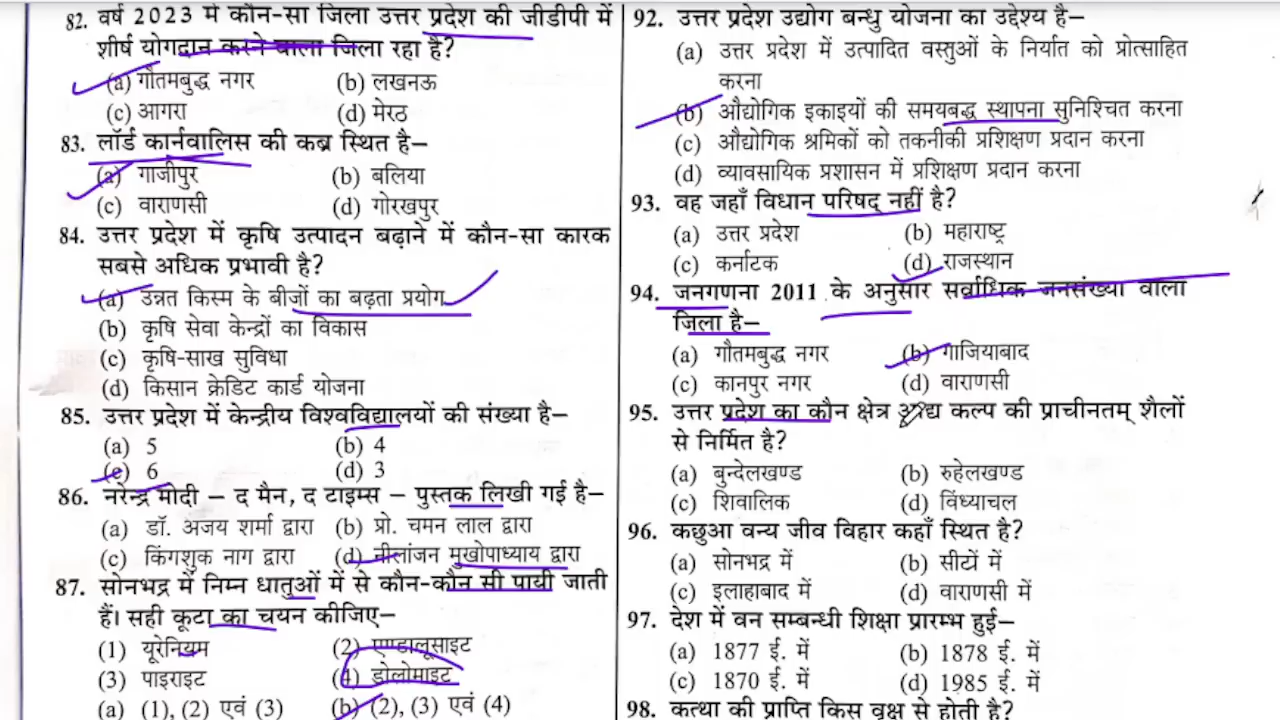 82. वर्ष 2023 में कौन-सा जिला उत्तर प्रदेश की जीडीपी में
शीर्ष योगदान करने वाला जिला रहा है?
(a) गौतमबुद्ध नगर (b) लखनऊ
(c) आगरा (d) मेरठ
83. लॉर्ड कार्नवालिस की कब्र स्थित है–
(a) गाजीपुर (b) बलिया
(c) वाराणसी (d) गोरखपुर
84. उत्तर प्रदेश में कृषि उत्पादन बढ़ाने में कौन-सा कारक
सबसे अधिक प्रभावी है?
(a) उन्नत किस्म के बीजों का बढ़ता प्रयोग
(b) कृषि सेवा केन्द्रों का विकास
(c) कृषि-साख सुविधा
(d) किसान क्रेडिट कार्ड योजना
85. उत्तर प्रदेश में केन्द्रीय विश्वविद्यालयों की संख्या है–
(a) 5 (b) 4
(c) 6 (d) 3
86. नरेन्द्र मोदी – द मैन, द टाइम्स – पुस्तक लिखी गई है–
(a) डॉ. अजय शर्मा द्वारा (b) प्रो. चमन लाल द्वारा
(c) किंगशुक नाग द्वारा (d) नीलांजन मुखोपाध्याय द्वारा
87. सोनभद्र में निम्न धातुओं में से कौन-कौन सी पायी जाती
हैं। सही कूटा का चयन कीजिए–
(1) यूरेनियम (2) एण्डालूसाइट
(3) पाइराइट (4) डोलोमाइट
(a) (1), (2) एवं (3) (b) (2), (3) एवं (4)
92. उत्तर प्रदेश उद्योग बन्धु योजना का उद्देश्य है–
(a) उत्तर प्रदेश में उत्पादित वस्तुओं के निर्यात को प्रोत्साहित
करना
(b) औद्योगिक इकाइयों की समयबद्ध स्थापना सुनिश्चित करना
(c) औद्योगिक श्रमिकों को तकनीकी प्रशिक्षण प्रदान करना
(d) व्यावसायिक प्रशासन में प्रशिक्षण प्रदान करना
93. वह जहाँ विधान परिषद् नहीं है?
(a) उत्तर प्रदेश (b) महाराष्ट्र
(c) कर्नाटक (d) राजस्थान
94. जनगणना 2011 के अनुसार सर्वाधिक जनसंख्या वाला
जिला है–
(a) गौतमबुद्ध नगर (b) गाजियाबाद
(c) कानपुर नगर (d) वाराणसी
95. उत्तर प्रदेश का कौन क्षेत्र कल्प की प्राचीनतम् शैलों
से निर्मित है?
(a) बुन्देलखण्ड (b) रुहेलखण्ड
(c) शिवालिक (d) विंध्याचल
96. कछुआ वन्य जीव विहार कहाँ स्थित है?
(a) सोनभद्र में (b) सीटों में
(c) इलाहाबाद में (d) वाराणसी में
97. देश में वन सम्बन्धी शिक्षा प्रारम्भ हुई–
(a) 1877 ई. में (b) 1878 ई. में
(c) 1870 ई. में (d) 1985 ई. में
98. कत्था की प्राप्ति किस वृक्ष से होती है?